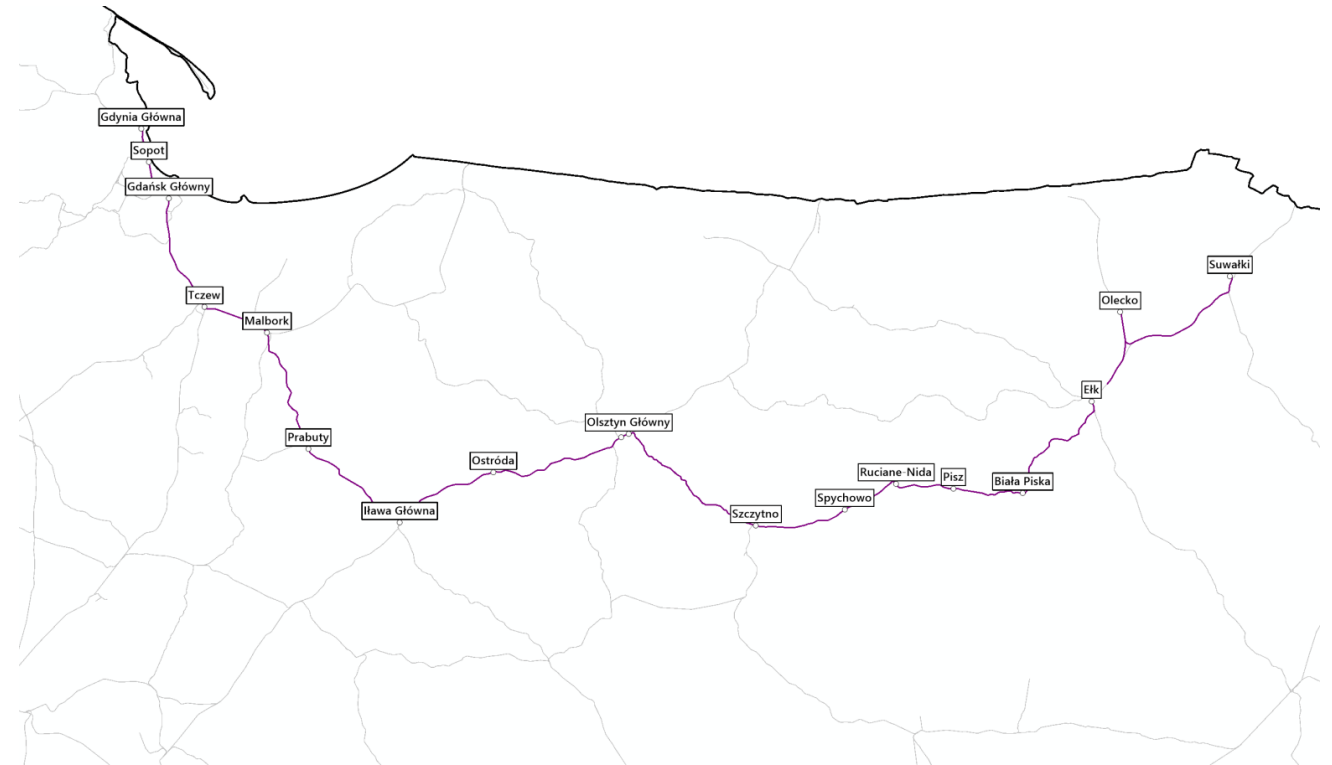 Gdynia Główna
Sopot
Gdańsk Główny
Tczew
Malbork
Prabuty
Iława Główna
Ostróda
Olsztyn Główny
Szczytno
Spychowo
Ruciane-Nida
Pisz
Biała Piska
Ełk
Olecko
Suwałki